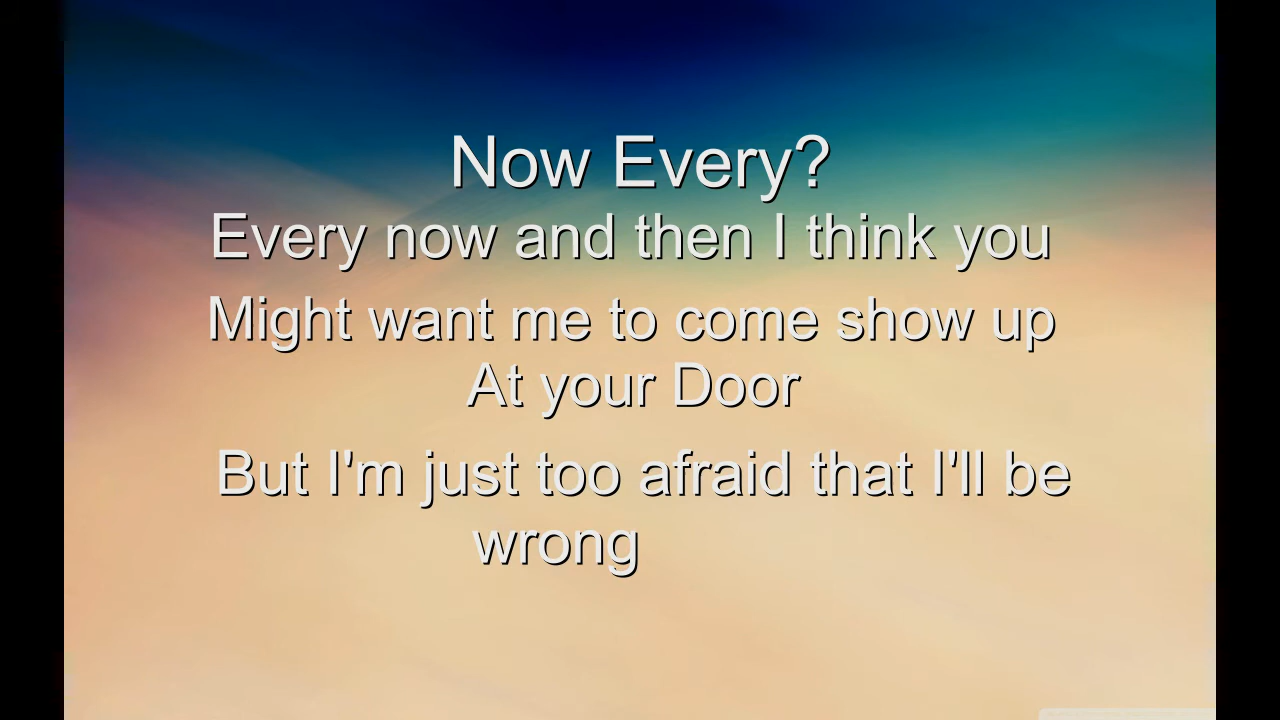 Now Every?
Every now and then I think you
Might want me to come show up
At your Door
But I'm just too afraid that I'll be
wrong